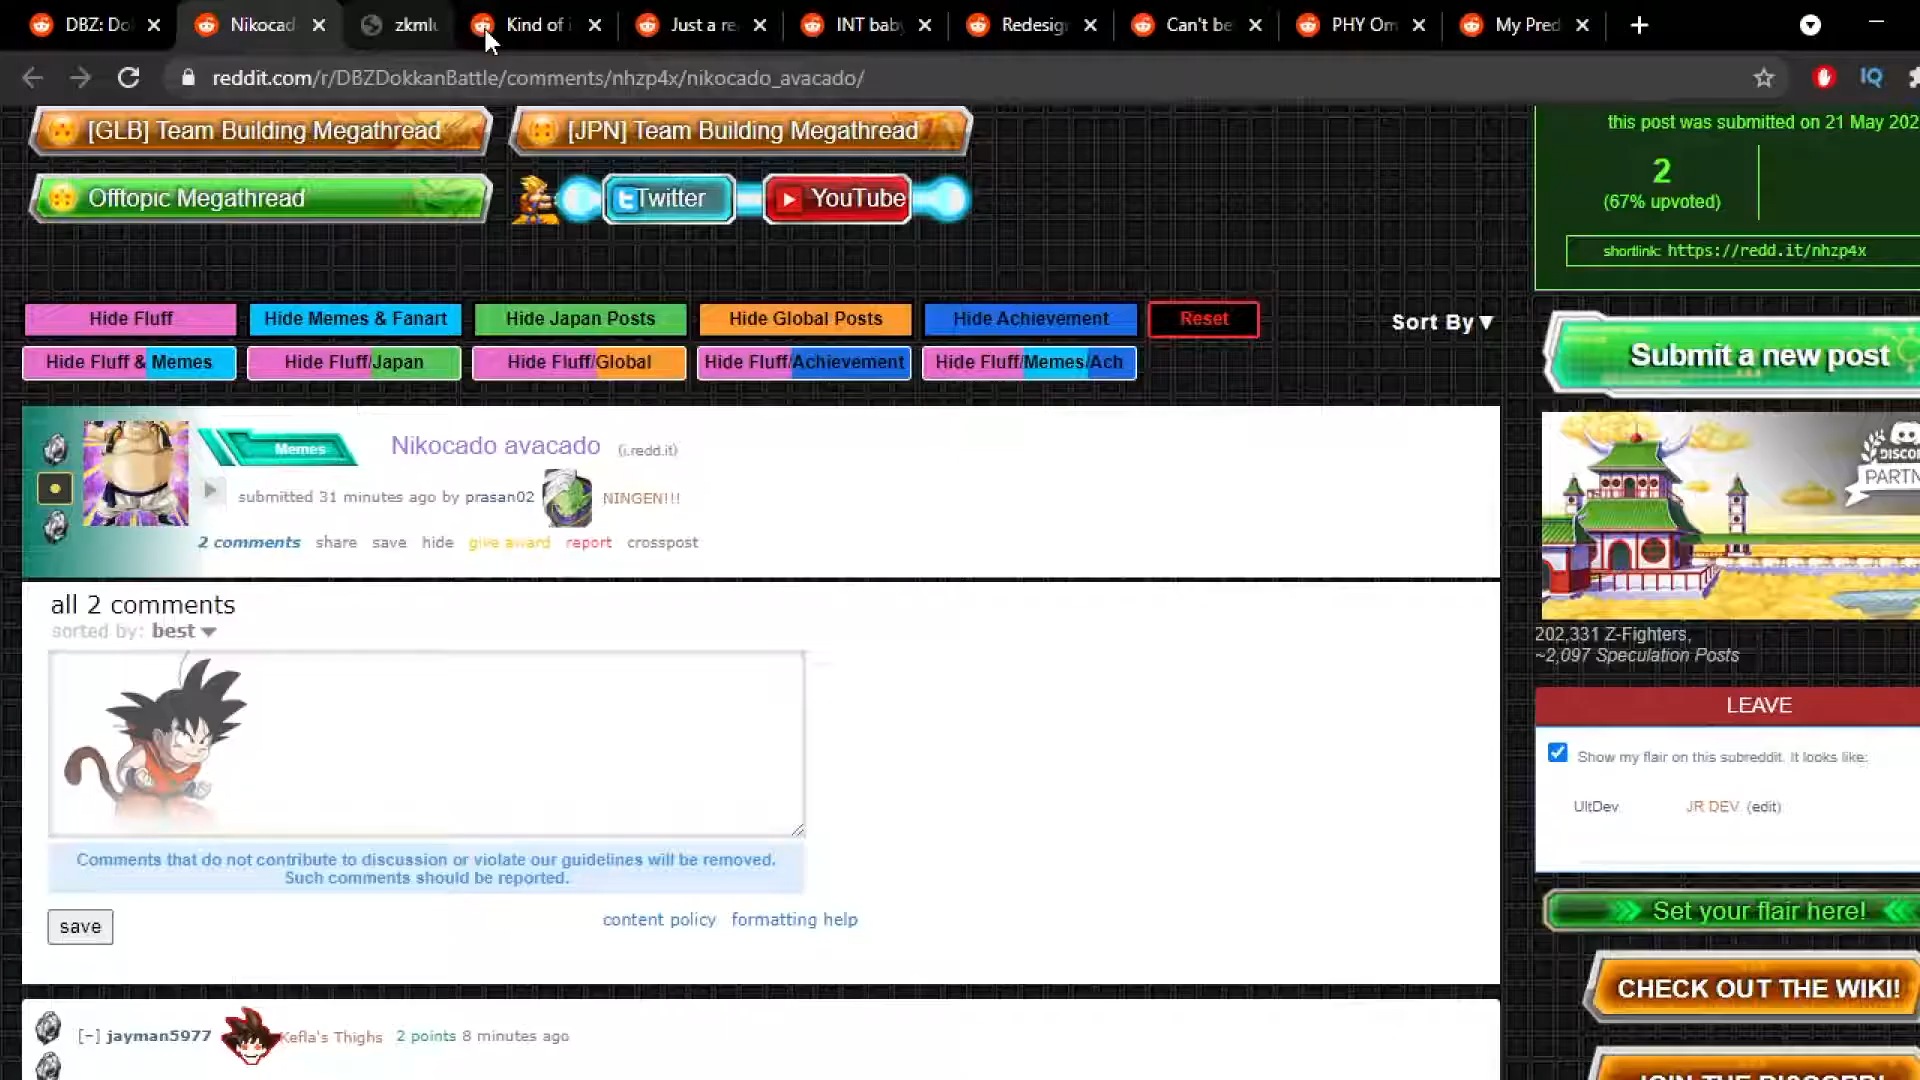 DBZ: Do
Nikocad
zkmlu
Kind of i
Just a re
INT bab
Redesig
Can't be
PHY Om
My Pred
reddit.com/r/DBZDokkanBattle/comments/nhzp4x/nikocado_avacado/
IQ
[GLB] Team Building Megathread
[JPN] Team Building Megathread
this post was submitted on 21 May 202
2
(67% upvoted)
Offtopic Megathread
Twitter
YouTube
shortlink: https://redd.it/nhzp4x
Hide Fluff
Hide Memes & Fanart
Hide Japan Posts
Hide Global Posts
Hide Achievement
Reset
Sort By▼
Hide Fluff & Memes
Hide Fluff/Japan
Hide Fluff/Global
Hide Fluff/Achievement
Hide Fluff/Memes/Ach
Submit a new post
DISCO
PARTN
Memes
Nikocado avacado (i.redd.it)
submitted 31 minutes ago by prasan02 NINGEN!!!
2 comments share save hide give award report crosspost
all 2 comments
sorted by: best
202,331 Z-Fighters,
~2,097 Speculation Posts
LEAVE
Show my flair on this subreddit. It looks like:
UltDev JR DEV (edit)
Comments that do not contribute to discussion or violate our guidelines will be removed.
Such comments should be reported.
save
content policy formatting help
Set your flair here!
CHECK OUT THE WIKI!
[–] jayman5977 Kefla's Thighs 2 points 8 minutes ago
JOIN THE DISCORD!